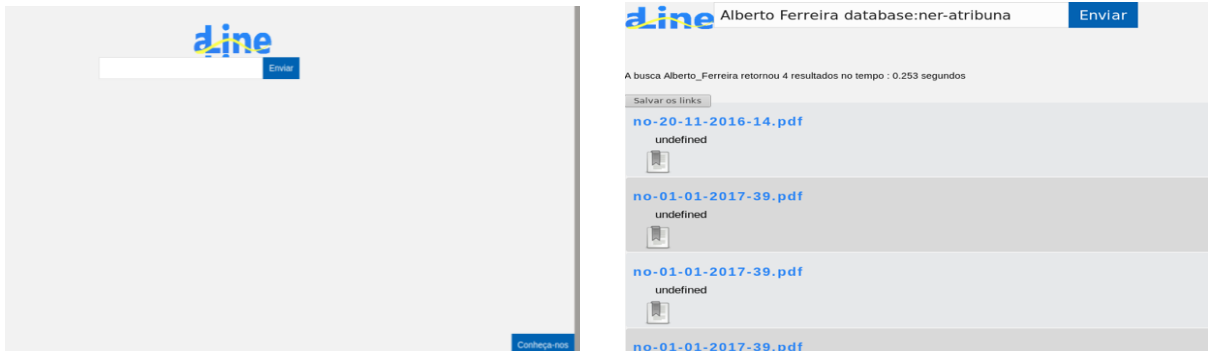 aLine
Enviar
Conheça-nos
aLine
Alberto Ferreira database:ner-atribuna
Enviar
A busca Alberto_Ferreira retornou 4 resultados no tempo : 0.253 segundos
Salvar os links
no-20-11-2016-14.pdf
undefined
no-01-01-2017-39.pdf
undefined
no-01-01-2017-39.pdf
undefined
no-01-01-2017-39.pdf